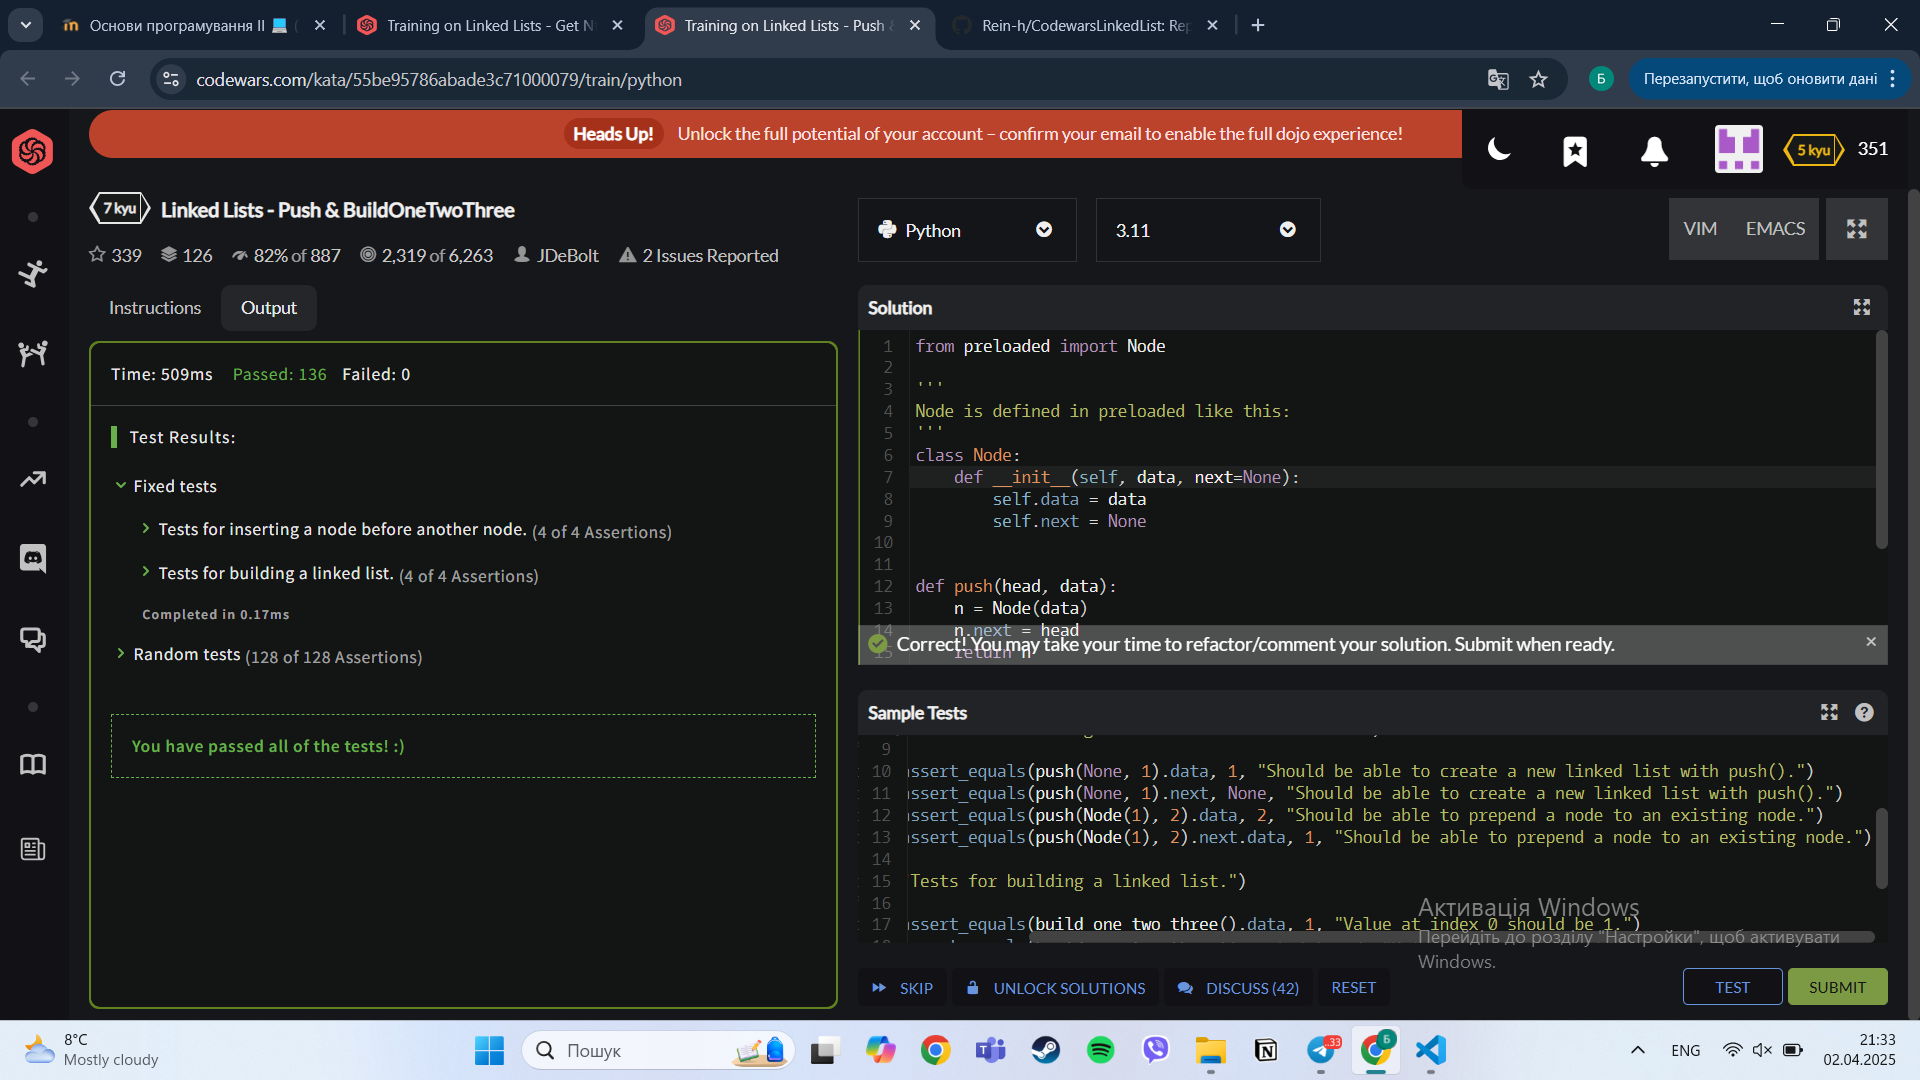 Основи програмування ІІ
Training on Linked Lists - Get N
Training on Linked Lists - Push &
Rein-h/CodewarsLinkedList: Rep
codewars.com/kata/55be95786abade3c71000079/train/python
Б
Перезапустити, щоб оновити дані
Heads Up! Unlock the full potential of your account – confirm your email to enable the full dojo experience!
5 kyu
351
7 kyu
Linked Lists - Push & BuildOneTwoThree
339
126
82% of 887
2,319 of 6,263
JDeBolt
2 Issues Reported
Python
3.11
VIM
EMACS
Instructions
Output
Time: 509ms Passed: 136 Failed: 0
Test Results:
Fixed tests
Tests for inserting a node before another node. (4 of 4 Assertions)
Tests for building a linked list. (4 of 4 Assertions)
Completed in 0.17ms
Random tests (128 of 128 Assertions)
You have passed all of the tests! :)
Solution
1 from preloaded import Node
2
3 '''
4 Node is defined in preloaded like this:
5 '''
6 class Node:
7 def __init__(self, data, next=None):
8 self.data = data
9 self.next = None
10
11
12 def push(head, data):
13 n = Node(data)
14 n.next = head
15 return n
Correct! You may take your time to refactor/comment your solution. Submit when ready.
Sample Tests
9
10 ssert_equals(push(None, 1).data, 1, "Should be able to create a new linked list with push().")
11 ssert_equals(push(None, 1).next, None, "Should be able to create a new linked list with push().")
12 ssert_equals(push(Node(1), 2).data, 2, "Should be able to prepend a node to an existing node.")
13 ssert_equals(push(Node(1), 2).next.data, 1, "Should be able to prepend a node to an existing node.")
14
15 Tests for building a linked list.")
16
17 ssert_equals(build_one_two_three().data, 1, "Value at index 0 should be 1.")
Активація Windows
Перейдіть до розділу "Настройки", щоб активувати
Windows.
SKIP
UNLOCK SOLUTIONS
DISCUSS (42)
RESET
TEST
SUBMIT
8°C
Mostly cloudy
Пошук
33
Б
ENG
21:33
02.04.2025